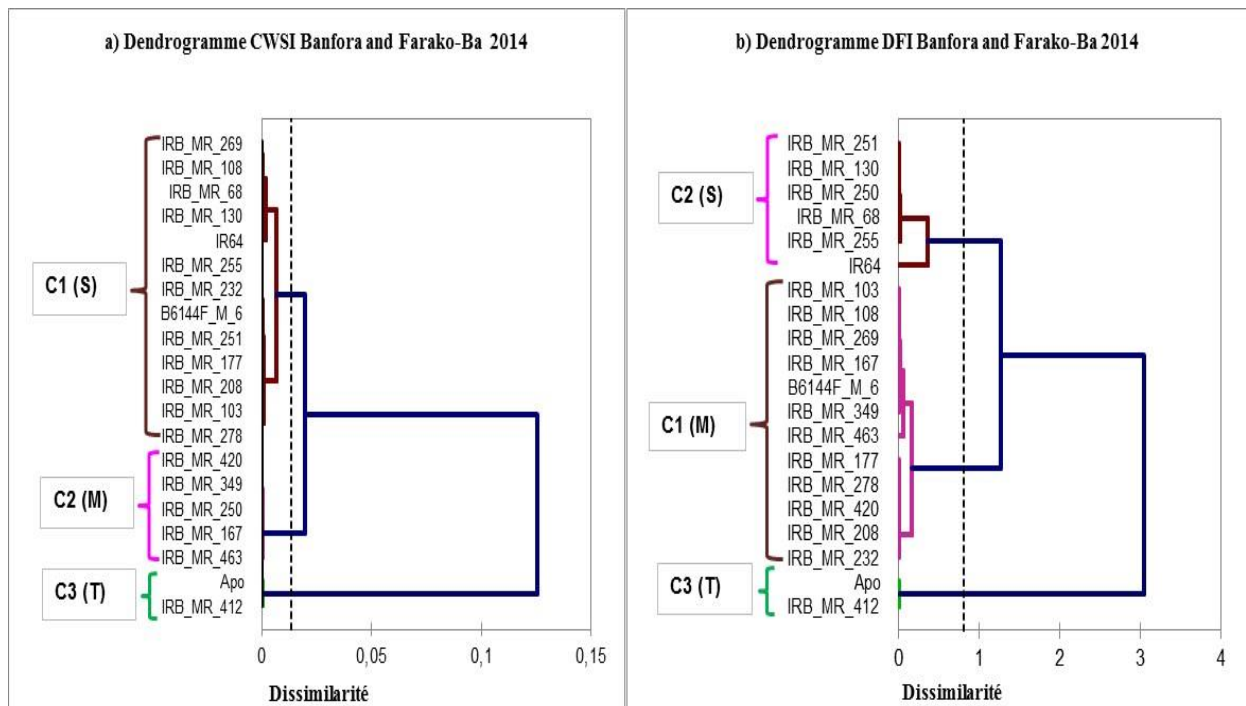 a) Dendrogramme CWSI Banfora and Farako-Ba 2014
IRB_MR_269
IRB_MR_108
IRB_MR_68
IRB_MR_130
IR64
IRB_MR_255
IRB_MR_232
B6144F_M_6
IRB_MR_251
IRB_MR_177
IRB_MR_208
IRB_MR_103
IRB_MR_278
IRB_MR_420
IRB_MR_349
IRB_MR_250
IRB_MR_167
IRB_MR_463
Apo
IRB_MR_412
C1 (S)
C2 (M)
C3 (T)
0 0,05 0,1 0,15
Dissimilarité
b) Dendrogramme DFI Banfora and Farako-Ba 2014
IRB_MR_251
IRB_MR_130
IRB_MR_250
IRB_MR_68
IRB_MR_255
IR64
IRB_MR_103
IRB_MR_108
IRB_MR_269
IRB_MR_167
B6144F_M_6
IRB_MR_349
IRB_MR_463
IRB_MR_177
IRB_MR_278
IRB_MR_420
IRB_MR_208
IRB_MR_232
Apo
IRB_MR_412
C2 (S)
C1 (M)
C3 (T)
0 1 2 3 4
Dissimilarité